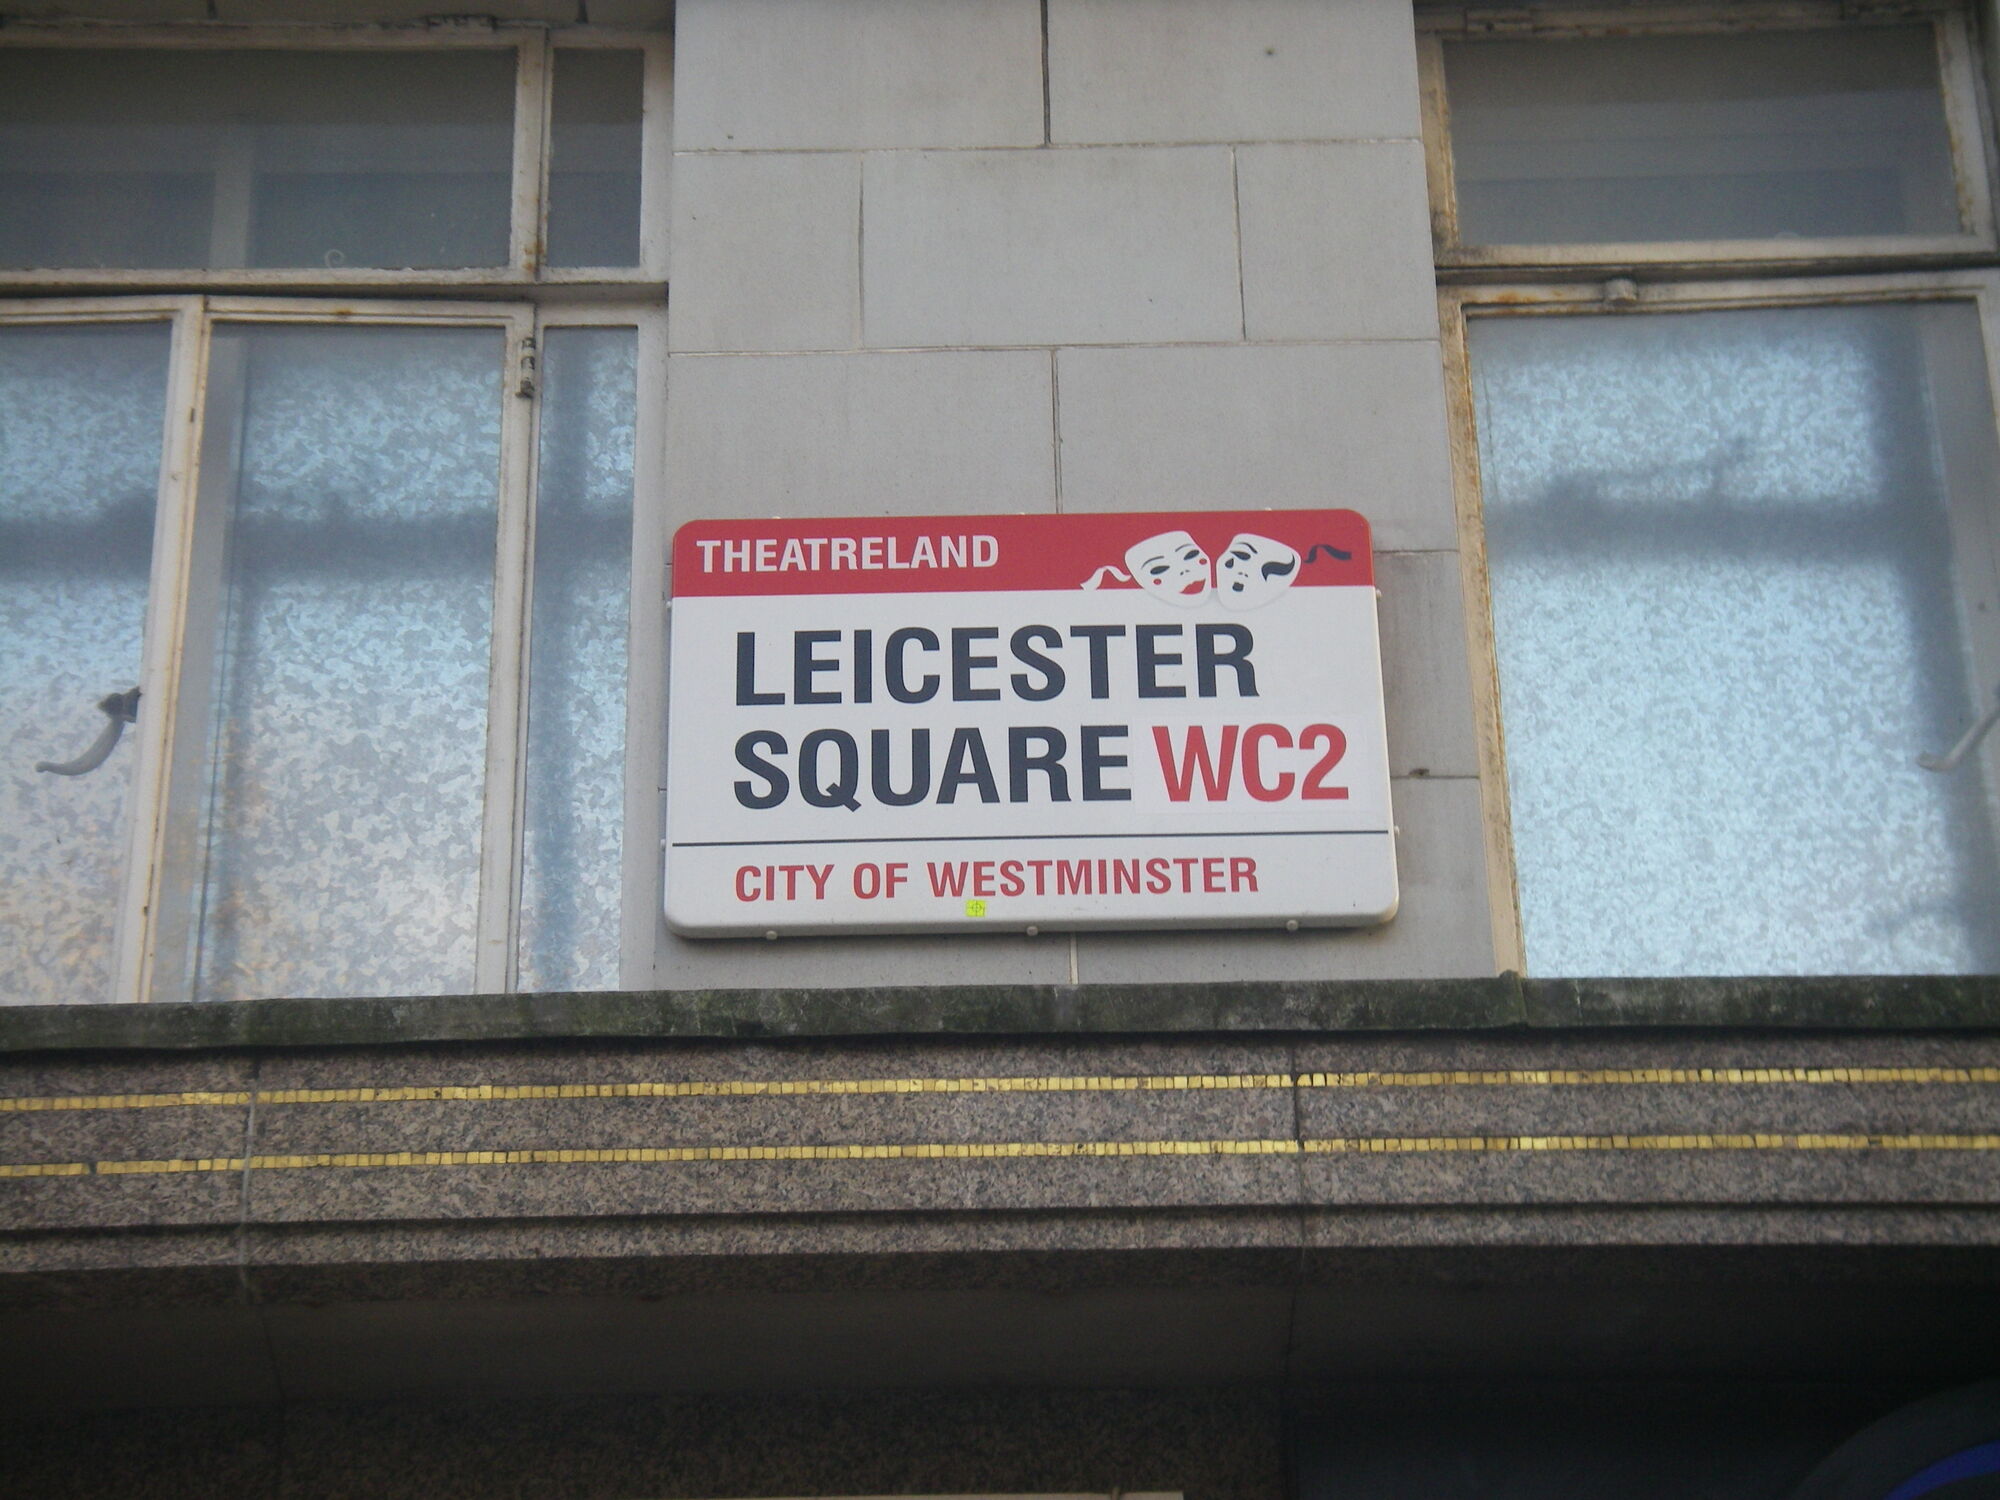 THEATRELAND
LEICESTER
SQUARE WC2
CITY OF WESTMINSTER